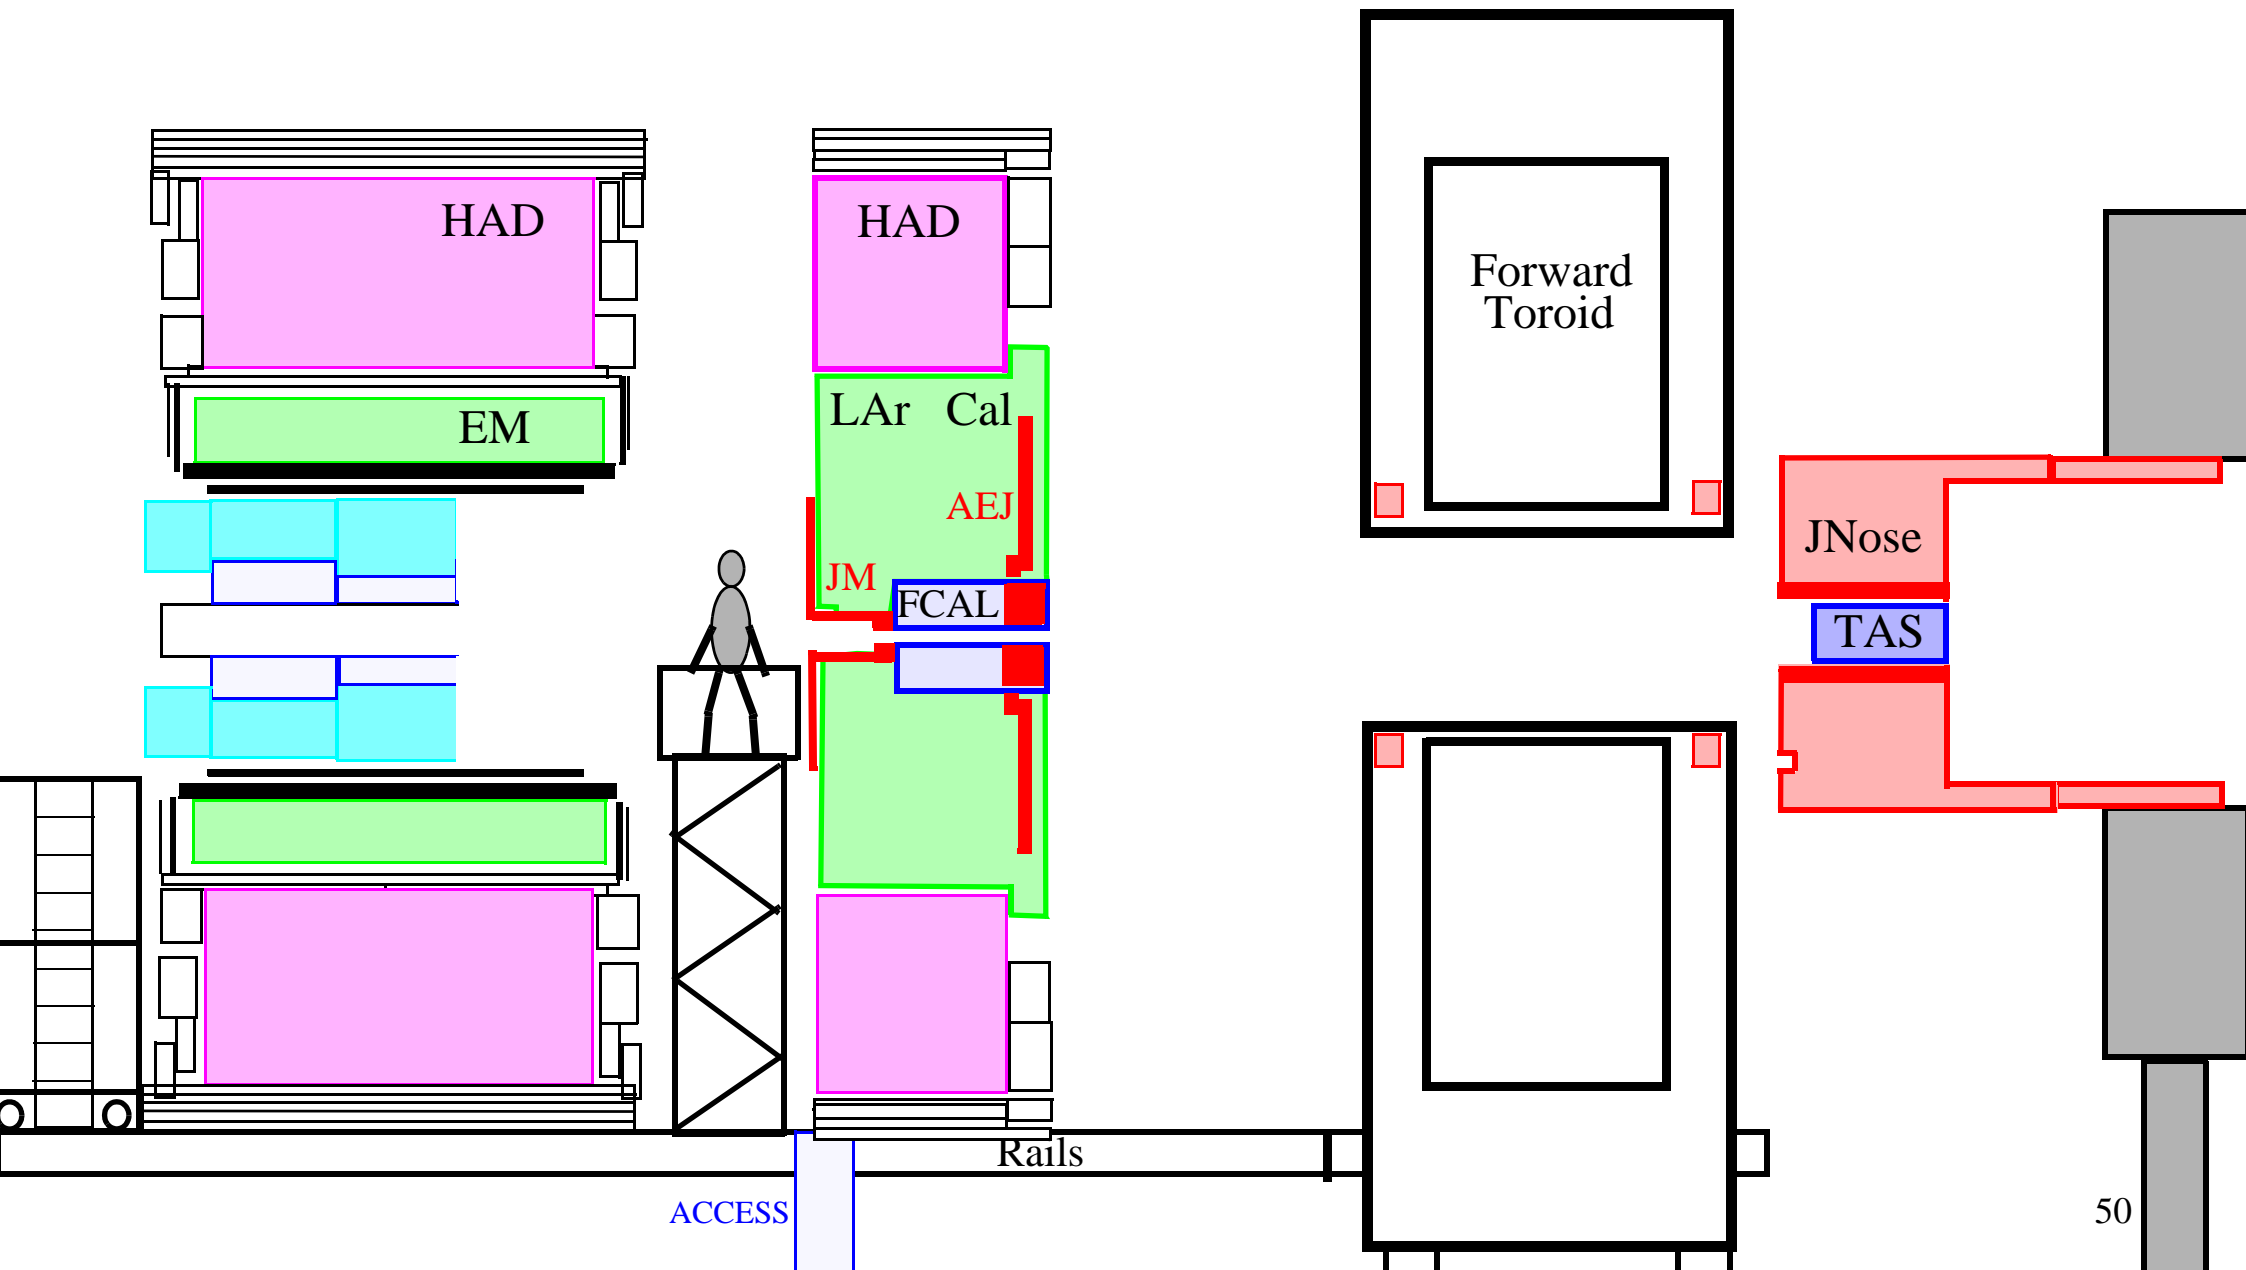 HAD
HAD
Forward
Toroid
LAr Cal
EM
AEJ
JNose
JM
FCAL
TAS
Rails
ACCESS
50